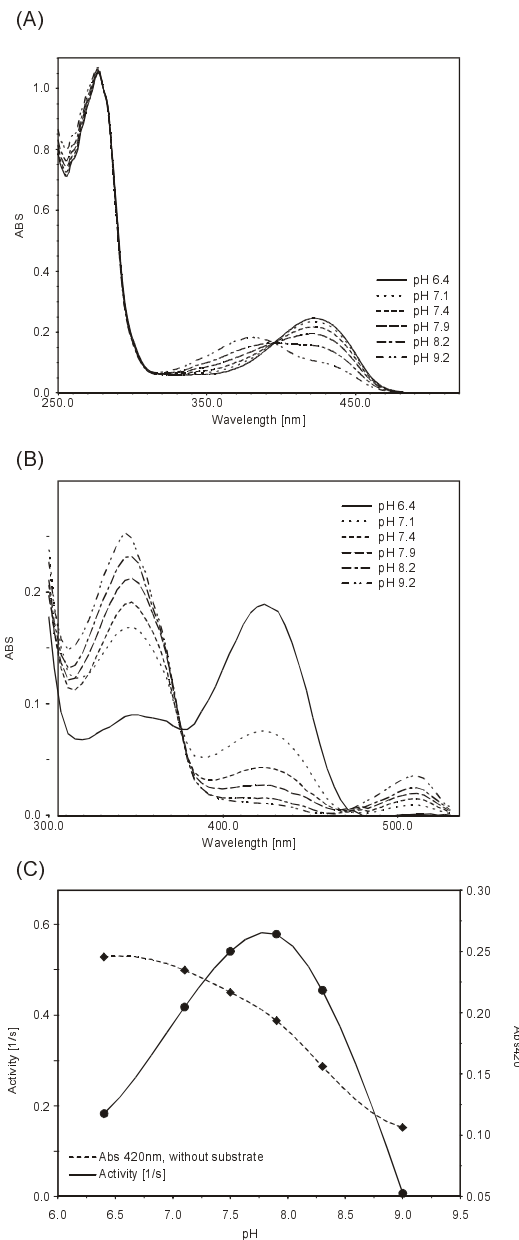 (A)
1.0
0.8
0.6
0.4
0.2
0.0
ABS
pH 6.4
pH 7.1
pH 7.4
pH 7.9
pH 8.2
pH 9.2
250.0 350.0 450.0
Wavelength [nm]
(B)
0.2
0.1
0.0
ABS
pH 6.4
pH 7.1
pH 7.4
pH 7.9
pH 8.2
pH 9.2
300.0 400.0 500.0
Wavelength [nm]
(C)
0.6
0.4
0.2
0.0
Activity [1/s]
0.30
0.25
0.20
0.15
0.10
0.05
Abs420
Abs 420nm, without substrate
Activity [1/s]
6.0 6.5 7.0 7.5 8.0 8.5 9.0 9.5
pH